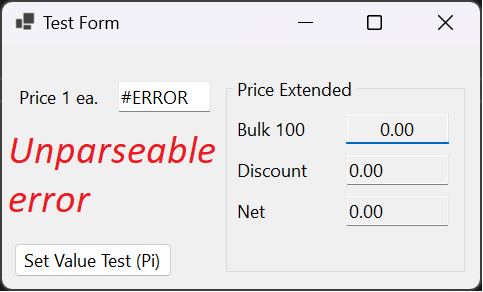 Test Form
Price 1 ea. #ERROR
Unparseable
error
Set Value Test (Pi)
Price Extended
Bulk 100 0.00
Discount 0.00
Net 0.00